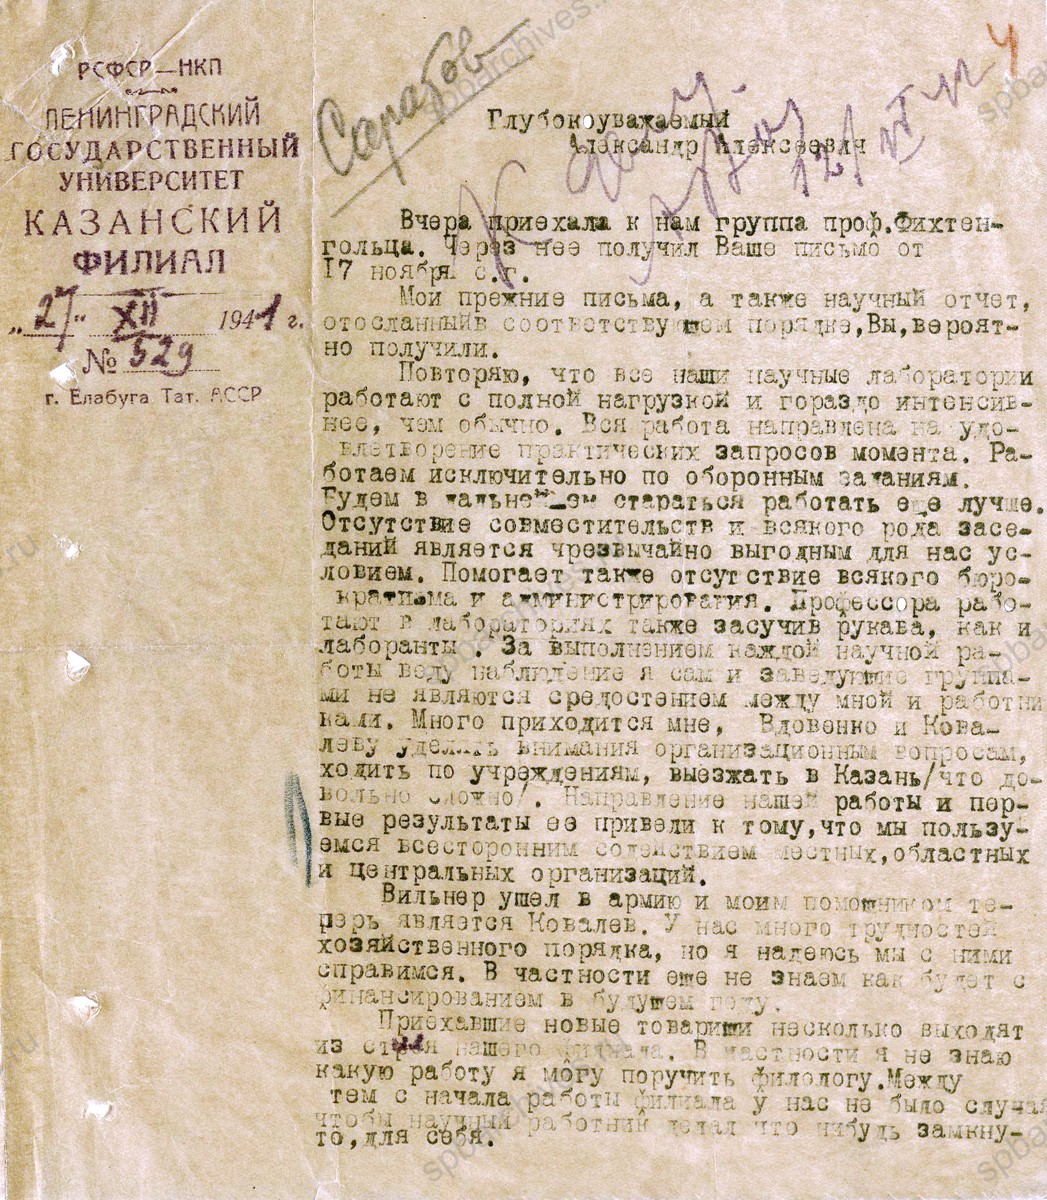 РСФСР—НКП
ЛЕНИНГРАДСКИЙ
ГОСУДАРСТВЕННЫЙ
УНИВЕРСИТЕТ
КАЗАНСКИЙ
ФИЛИАЛ
„27“ XII 1941 г.
№ 529
г. Елабуга Тат. АССР
Саратов
4
12/VI
Глубокоуважаемый
Александр Алексеевич
Вчера приехала к нам группа проф.Фихтен-
гольца. Через нее получил Ваше письмо от
17 ноября с.г.
Мои прежние письма, а также научный отчет,
отосланныйв соответствующем порядке,Вы,вероят-
но получили.
Повторяю, что все наши научные лаборатории
работают с полной нагрузкой и гораздо интенсив-
нее, чем обычно. Вся работа направлена на удо-
влетворение практических запросов момента. Ра-
ботаем исключительно по оборонным заданиям.
Будем в дальнейшем стараться работать еще лучше.
Отсутствие совместительств и всякого рода засе-
даний является чрезвычайно выгодным для нас ус-
ловием. Помогает также отсутствие всякого бюро-
кратизма и администрирования. Профессора рабо-
тают в лабораториях также засучив рукава, как и
лаборанты . За выполнением каждой научной ра-
боты веду наблюдение я сам и заведующие группа-
ми не являются средостением между мной и работни
ками. Много приходится мне, Вдовенко и Кова-
леву уделять внимания организационным вопросам,
ходить по учреждениям, выезжать в Казань/что до-
вольно сложно/. Направление нашей работы и пер-
вые результаты ее привели к тому,что мы пользу-
емся всесторонним содействием местных,областных
и центральных организаций.
Вильнер ушел в армию и моим помощником те-
перь является Ковалев. У нас много трудностей
хозяйственного порядка, но я надеюсь мы с ними
справимся. В частности еще не знаем как будет с
финансированием в будущем году.
Приехавшие новые товарищи несколько выходят
из строя нашего филиала. В частности я не знаю
какую работу я могу поручить филологу.Между
тем с начала работы филиала у нас не было случая
чтобы научный работник делал что нибудь замкну-
то,для себя.
spbarchives.ru